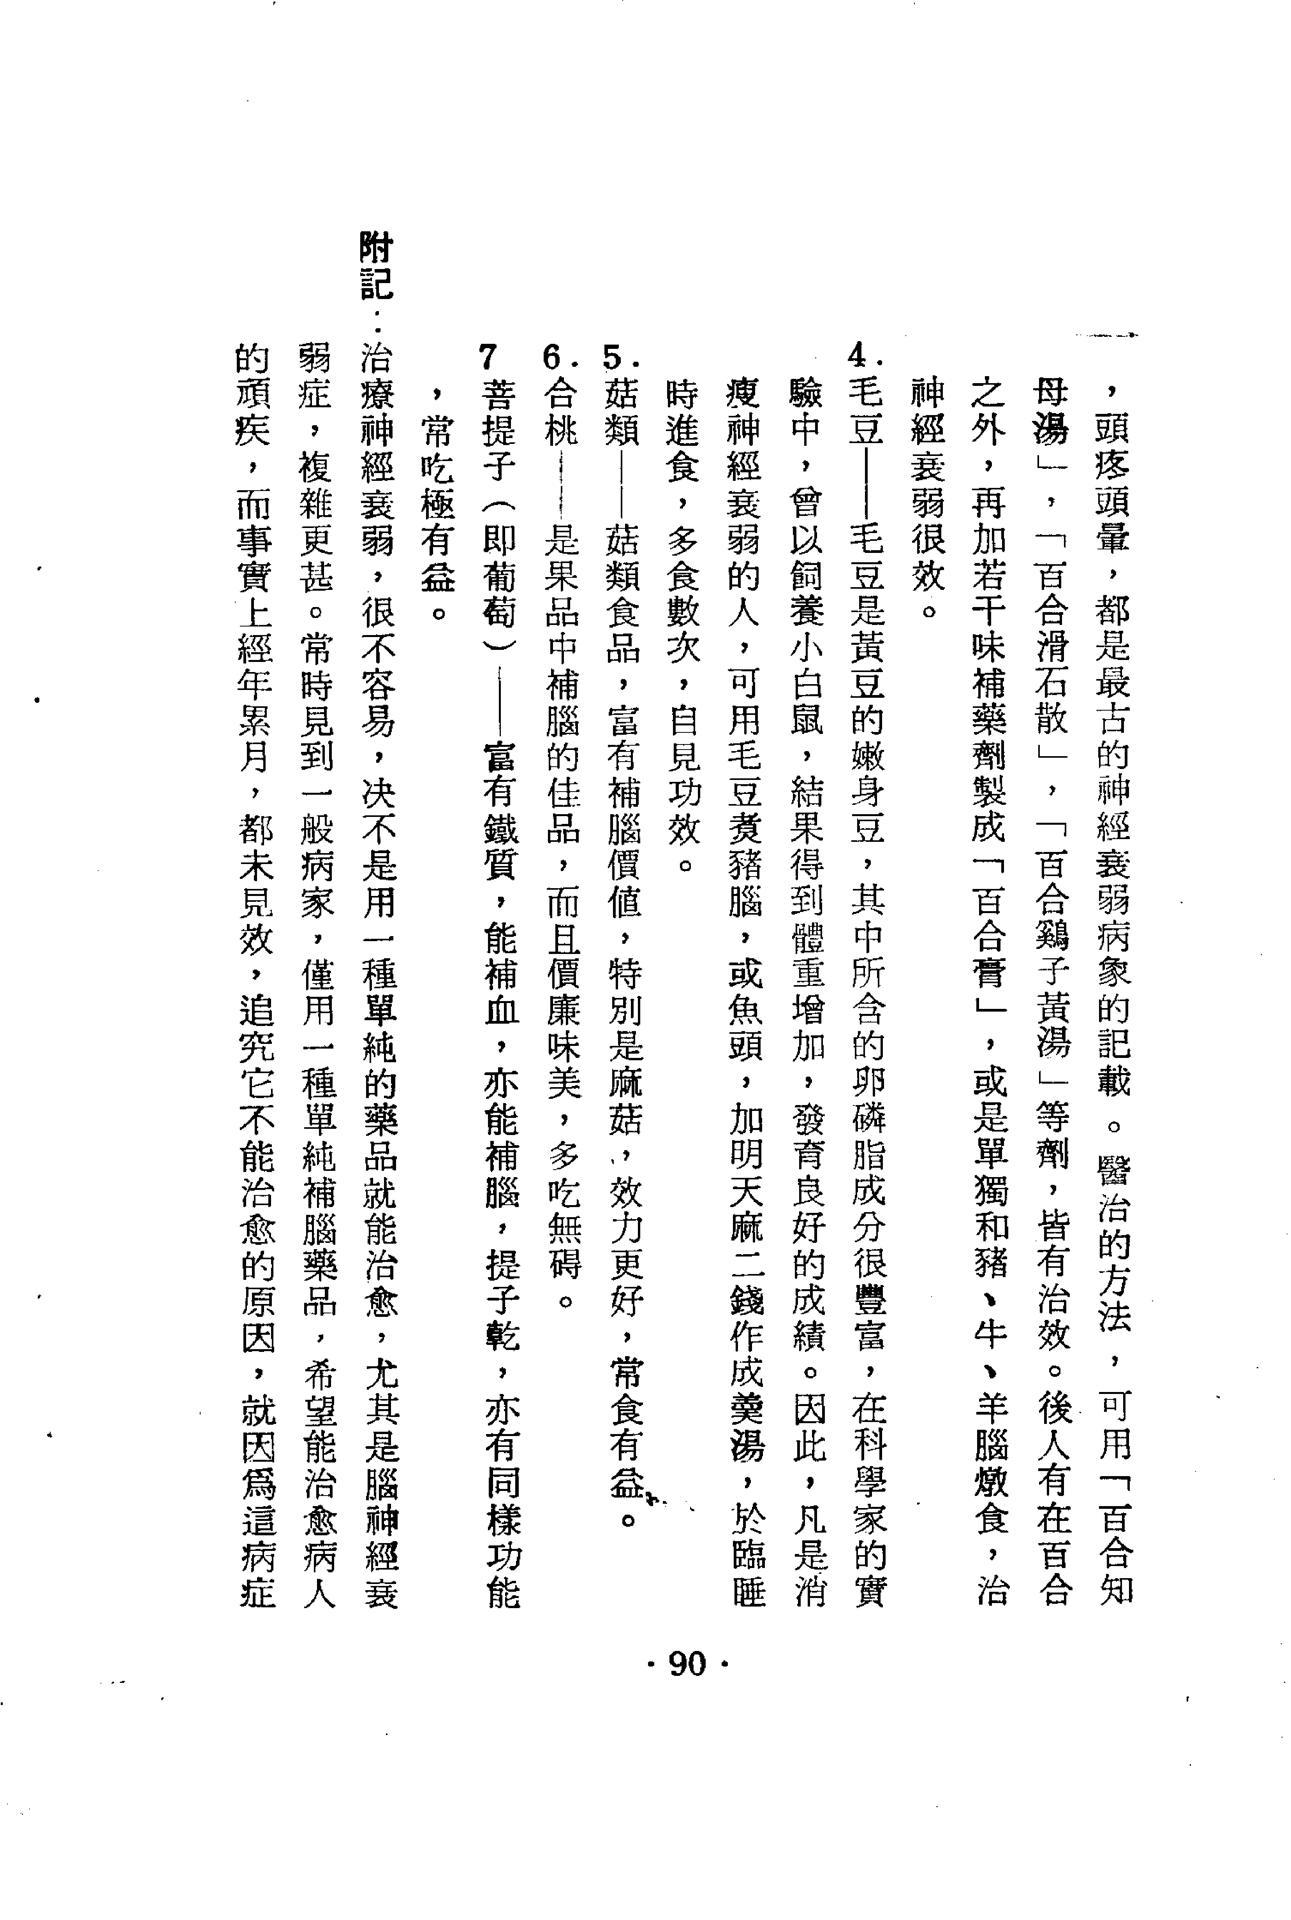 ，頭疼頭暈，都是最古的神經衰弱病象的記載。醫治的方法，可用「百合知
母湯」，「百合滑石散」，「百合鷄子黃湯」等劑，皆有治效。後人有在百合
之外，再加若干味補藥劑製成「百合膏」，或是單獨和豬、牛、羊腦燉食，治
神經衰弱很效。
4.毛豆——毛豆是黃豆的嫩身豆，其中所含的卵磷脂成分很豐富，在科學家的實
驗中，曾以飼養小白鼠，結果得到體重增加，發育良好的成績。因此，凡是消
瘦神經衰弱的人，可用毛豆煑豬腦，或魚頭，加明天麻二錢作成羹湯，於臨睡
時進食，多食數次，自見功效。
5.菇類——菇類食品，富有補腦價值，特別是麻菇，效力更好，常食有益。
6.合桃——是果品中補腦的佳品，而且價廉味美，多吃無碍。
7菩提子（即葡萄）——富有鐵質，能補血，亦能補腦，提子乾，亦有同樣功能
，常吃極有益。
附記：治療神經衰弱，很不容易，决不是用一種單純的藥品就能治愈，尤其是腦神經衰
弱症，複雜更甚。常時見到一般病家，僅用一種單純補腦藥品，希望能治愈病人
的頑疾，而事實上經年累月，都未見效，追究它不能治愈的原因，就因爲這病症
·90·